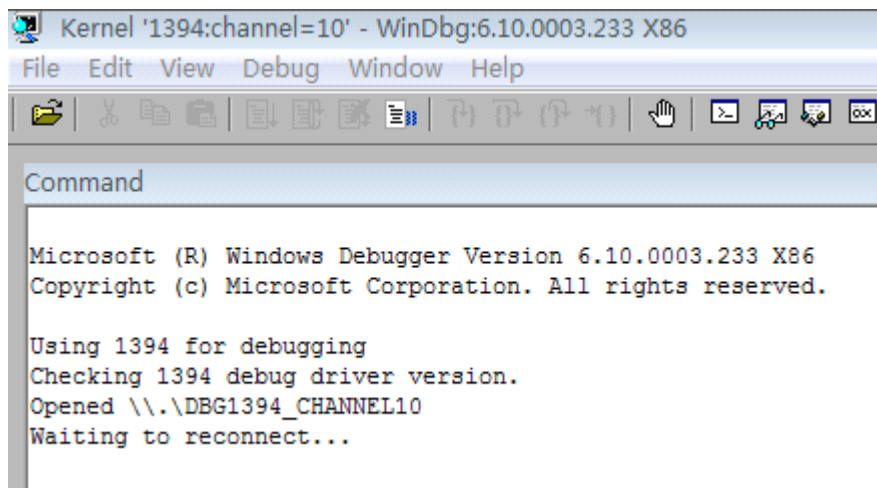 Kernel '1394:channel=10' - WinDbg:6.10.0003.233 X86
File Edit View Debug Window Help
Command
Microsoft (R) Windows Debugger Version 6.10.0003.233 X86
Copyright (c) Microsoft Corporation. All rights reserved.
Using 1394 for debugging
Checking 1394 debug driver version.
Opened \\.\DBG1394_CHANNEL10
Waiting to reconnect...